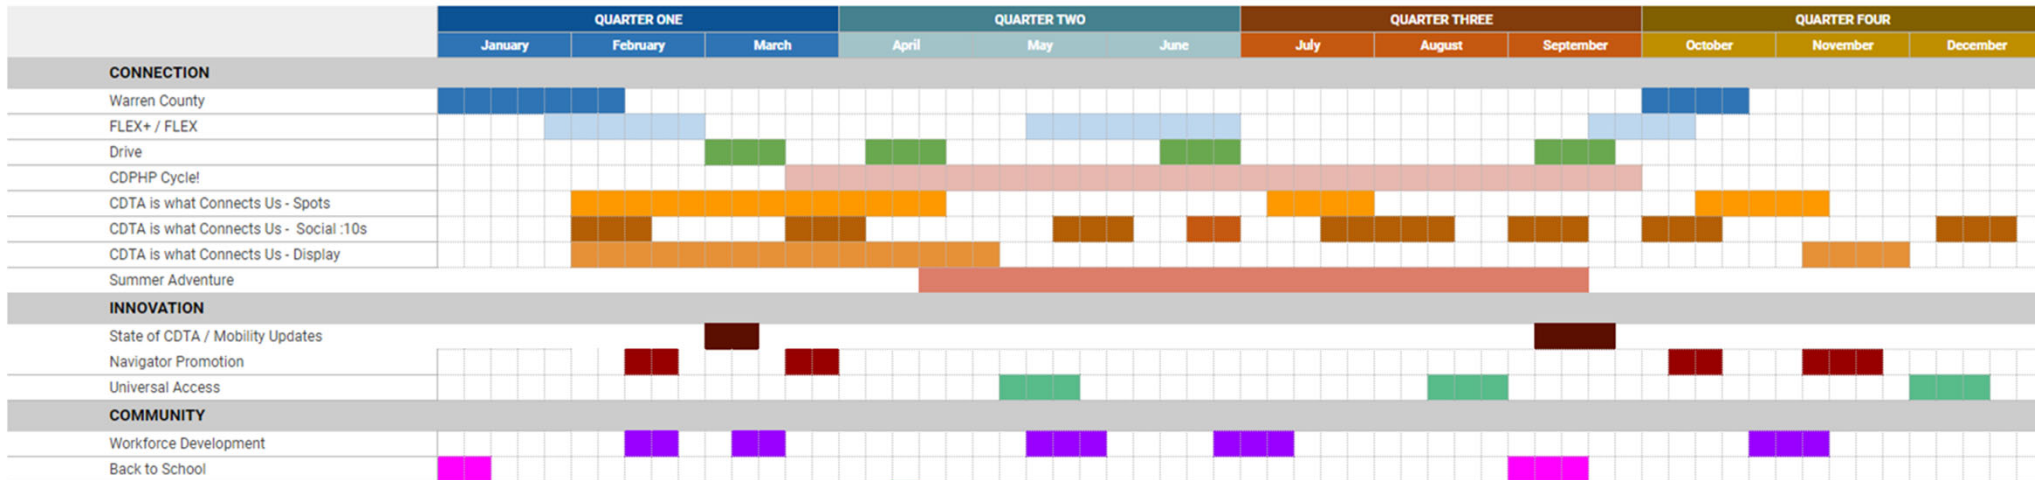 QUARTER ONE QUARTER TWO QUARTER THREE QUARTER FOUR
January February March April May June July August September October November December
CONNECTION
Warren County
FLEX+ / FLEX
Drive
CDPHP Cycle!
CDTA is what Connects Us - Spots
CDTA is what Connects Us - Social :10s
CDTA is what Connects Us - Display
Summer Adventure
INNOVATION
State of CDTA / Mobility Updates
Navigator Promotion
Universal Access
COMMUNITY
Workforce Development
Back to School